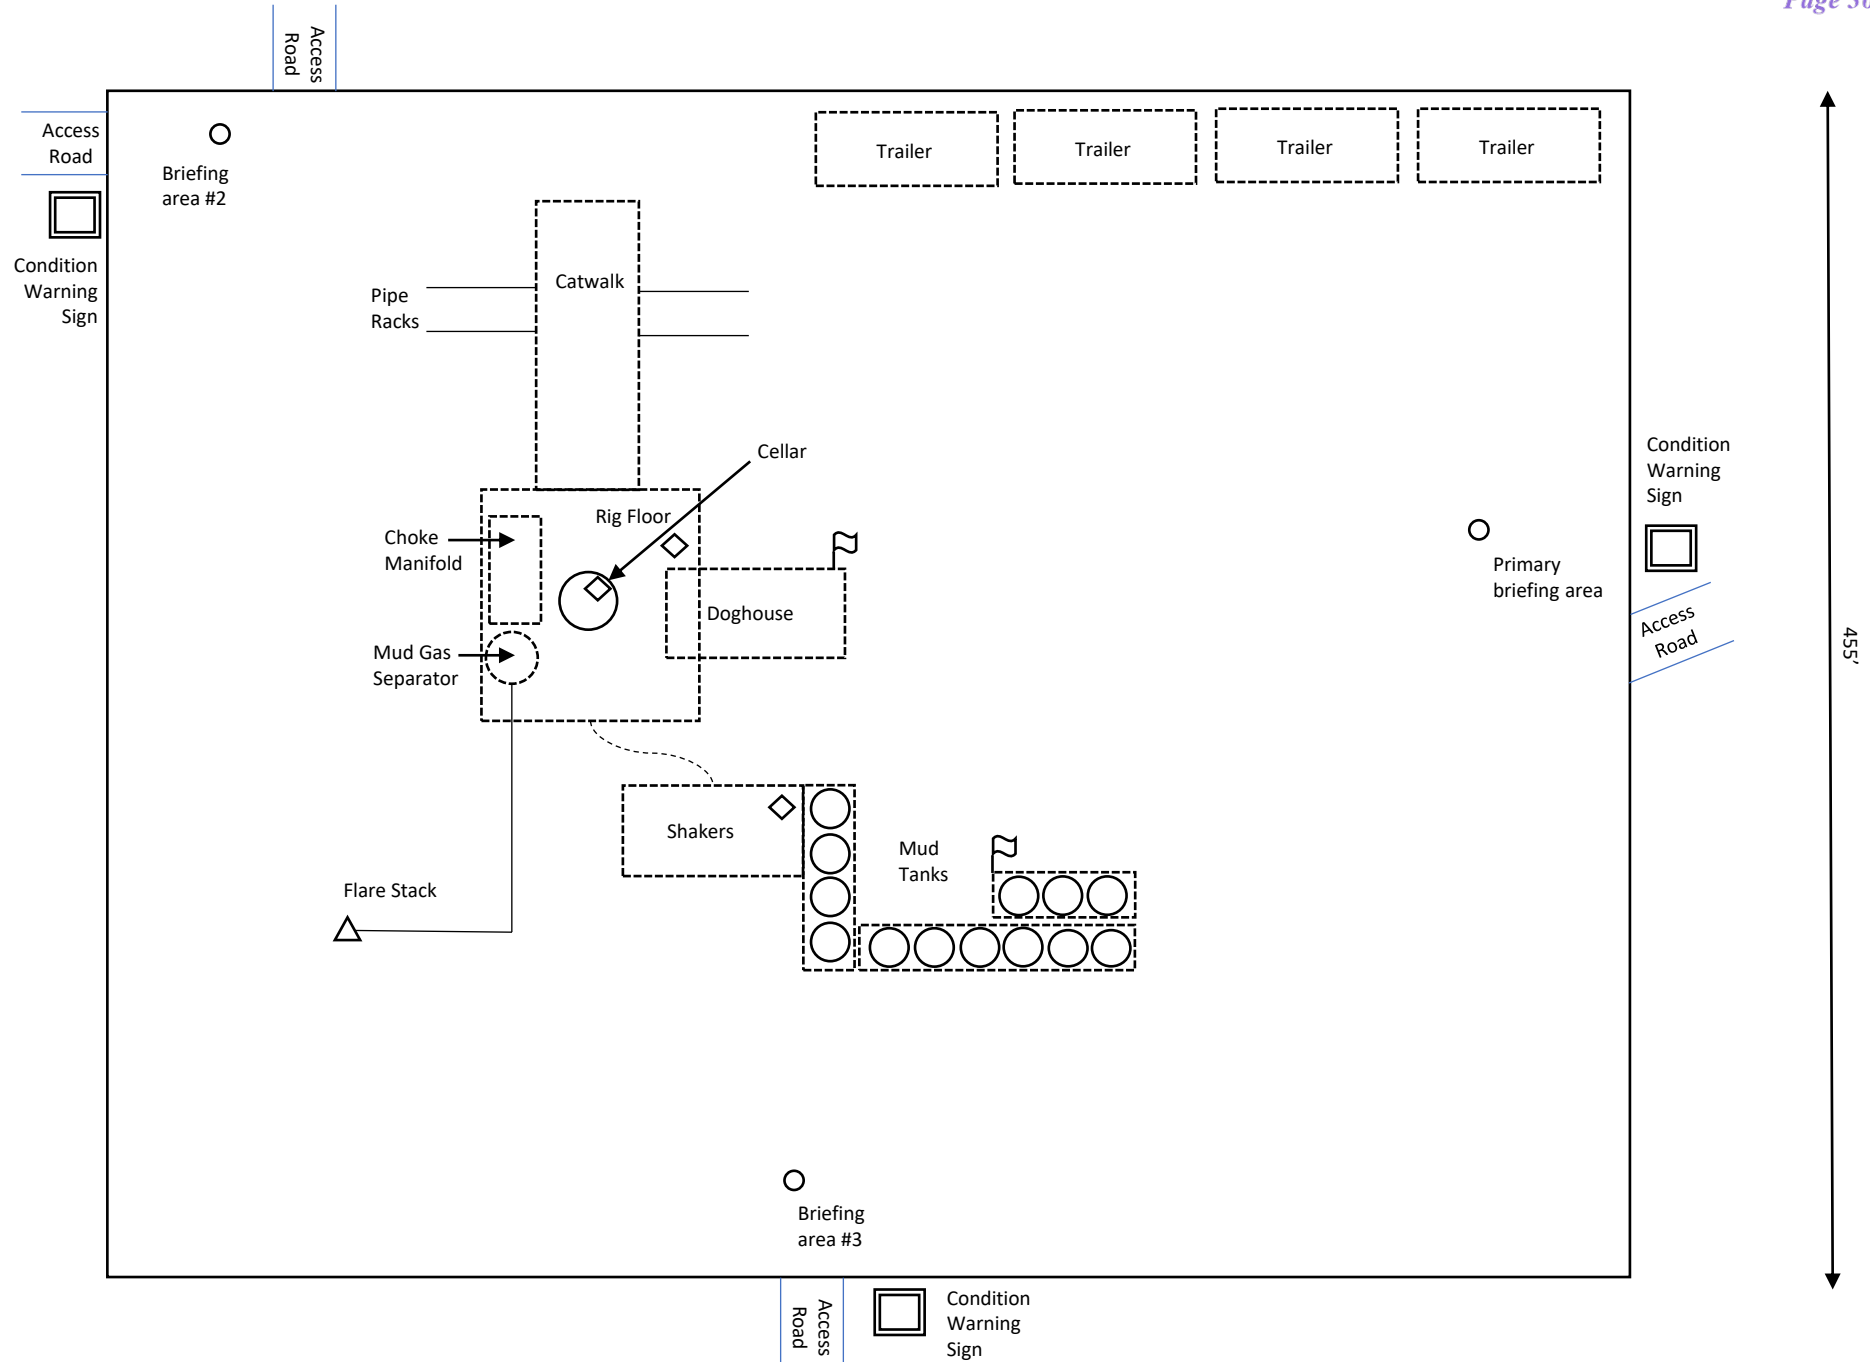 Page 36
Access
Road
Access
Road
Briefing
area #2
Trailer
Trailer
Trailer
Trailer
Condition
Warning
Sign
Pipe
Racks
Catwalk
Cellar
Condition
Warning
Sign
Rig Floor
Choke
Manifold
Primary
briefing area
Doghouse
Access
Road
Mud Gas
Separator
455’
Shakers
Mud
Tanks
Flare Stack
Briefing
area #3
Access
Road
Condition
Warning
Sign